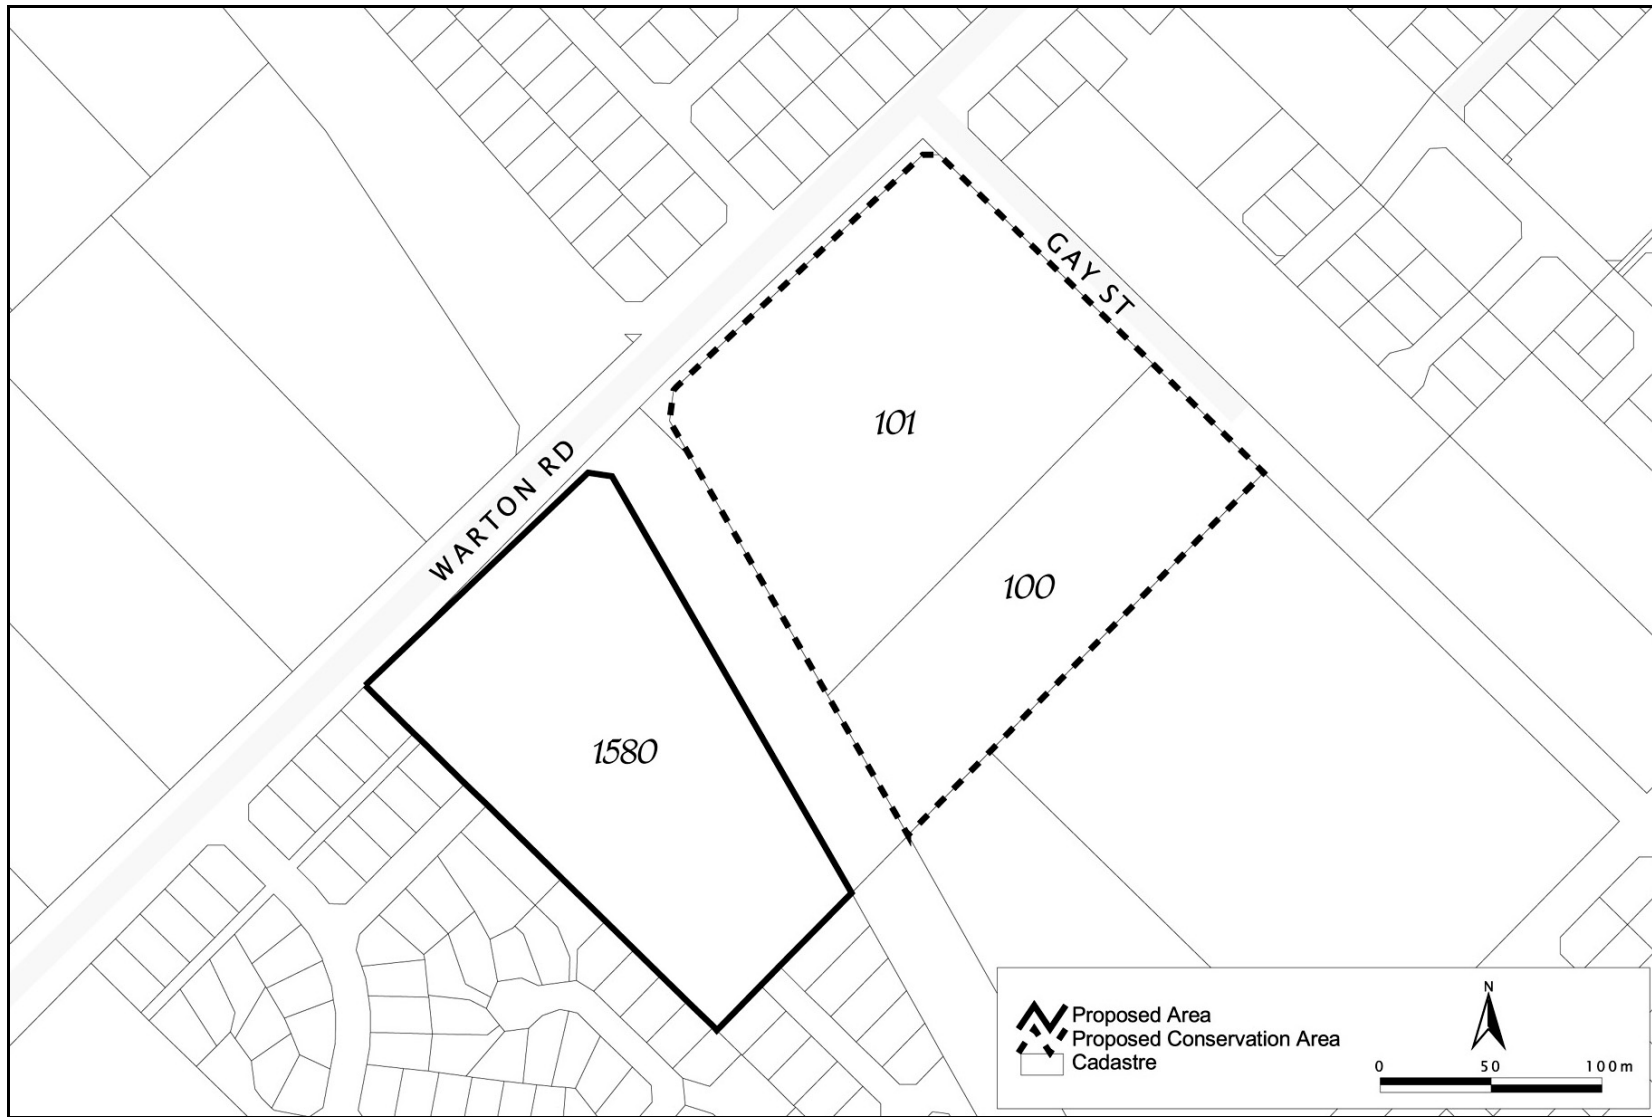 GAY ST
101
WARTON RD
100
1580
Proposed Area
Proposed Conservation Area
Cadastre
N
0 50 100m